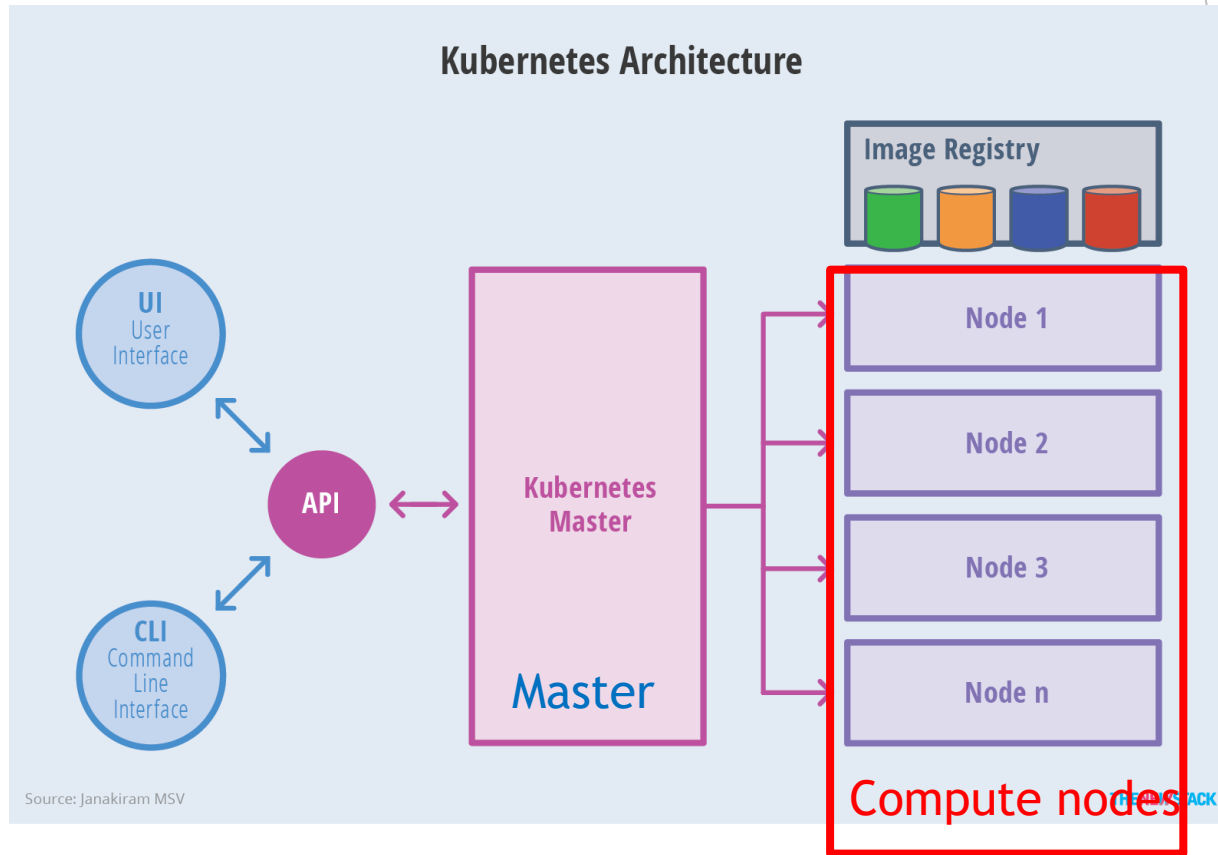 Kubernetes Architecture
Image Registry
UI
User
Interface
API
CLI
Command
Line
Interface
Kubernetes
Master
Master
Node 1
Node 2
Node 3
Node n
Compute nodes
Source: Janakiram MSV